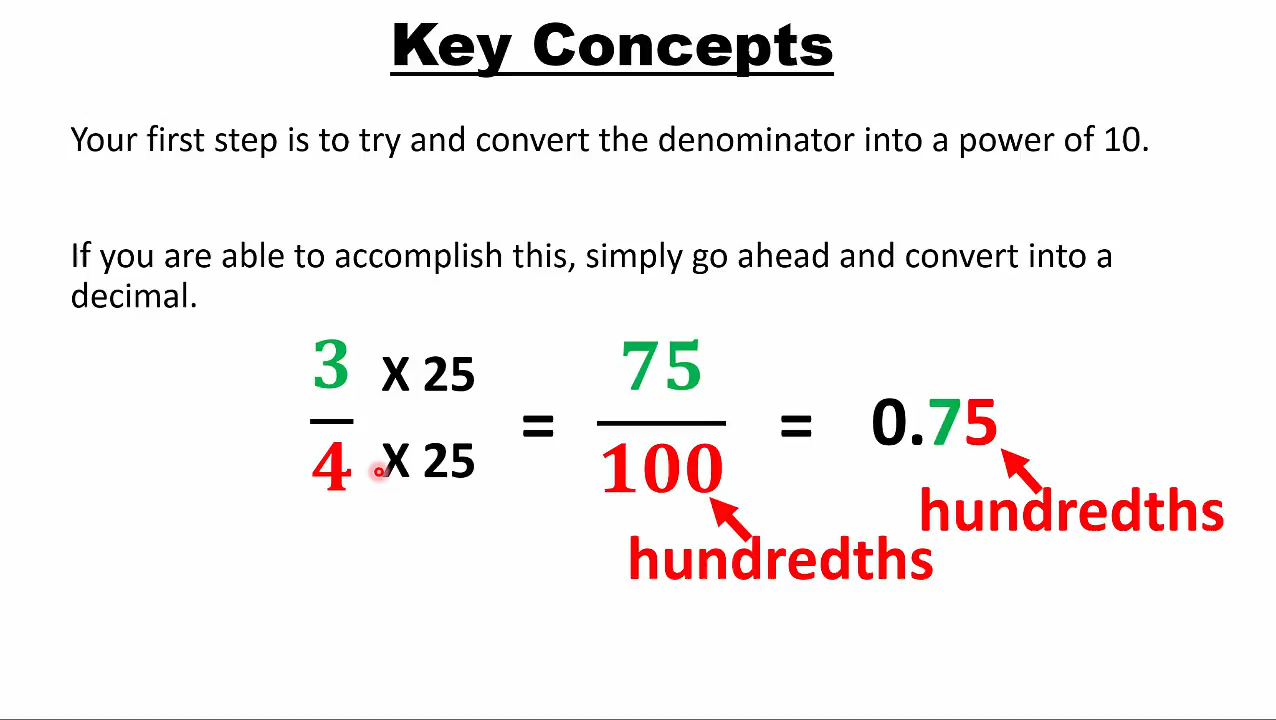 Key Concepts
Your first step is to try and convert the denominator into a power of 10.
If you are able to accomplish this, simply go ahead and convert into a
decimal.
3 X 25
4 X 25
=
75
100
=
0.75
hundredths
hundredths